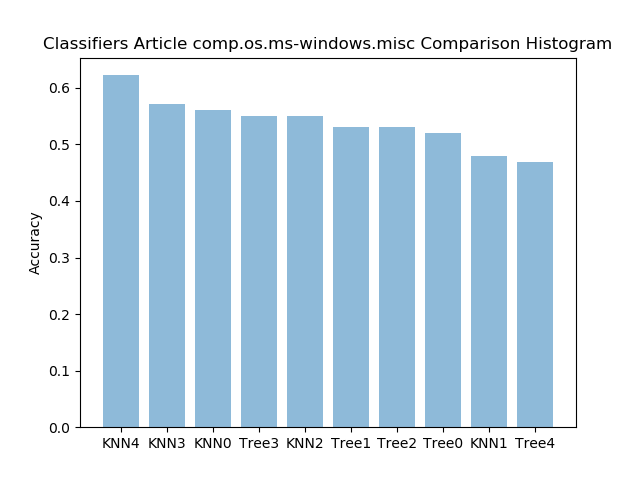 Classifiers Article comp.os.ms-windows.misc Comparison Histogram
Accuracy
0.6
0.5
0.4
0.3
0.2
0.1
0.0
KNN4 KNN3 KNN0 Tree3 KNN2 Tree1 Tree2 Tree0 KNN1 Tree4